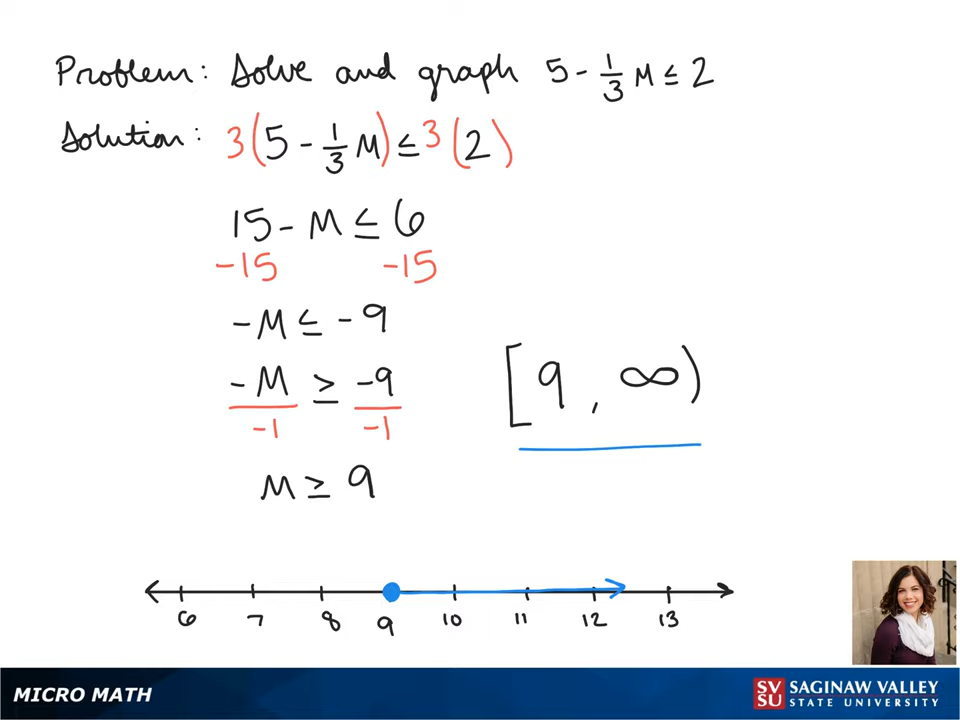 Problem: Solve and graph 5 - 1/3 M ≤ 2
Solution: 3(5 - 1/3 M) ≤ 3(2)
15 - M ≤ 6
-15 -15
-M ≤ -9
-M ≥ -9
-1 -1
[9, ∞)
M ≥ 9
6 7 8 9 10 11 12 13
MICRO MATH
SV SU SAGINAW VALLEY
STATE UNIVERSITY